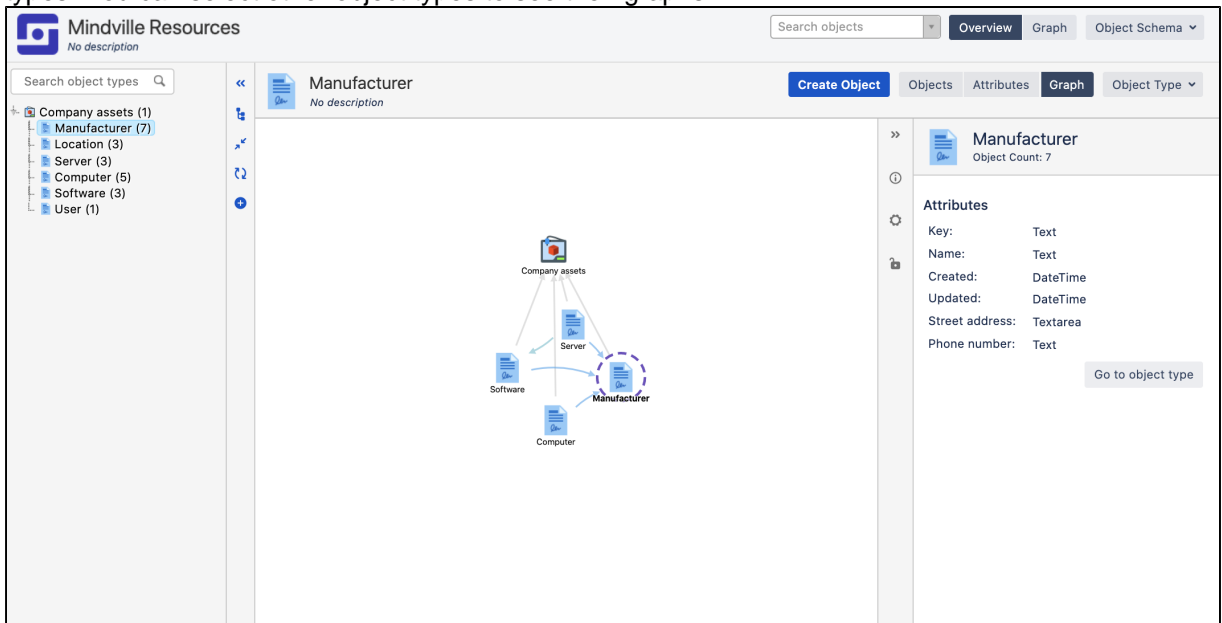 Mindville Resources
No description
Search objects
Overview
Graph
Object Schema
Search object types
Company assets (1)
Manufacturer (7)
Location (3)
Server (3)
Computer (5)
Software (3)
User (1)
Manufacturer
No description
Create Object
Objects
Attributes
Graph
Object Type
Company assets
Server
Software
Manufacturer
Computer
Manufacturer
Object Count: 7
Attributes
Key: Text
Name: Text
Created: DateTime
Updated: DateTime
Street address: Textarea
Phone number: Text
Go to object type